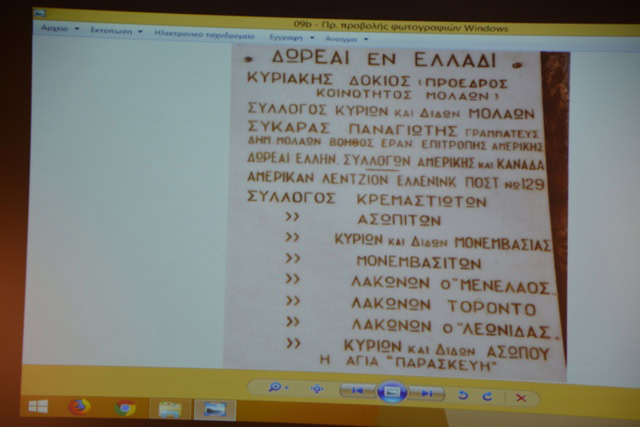 09b - Πρ. προβολής φωτογραφιών Windows
Αρχείο Εκτύπωση Ηλεκτρονικό ταχυδρομείο Εγγραφή Άνοιγμα
• ΔΩΡΕΑΙ ΕΝ ΕΛΛΑΔΙ •
ΚΥΡΙΑΚΗΣ ΔΟΚΙΟΣ (ΠΡΟΕΔΡΟΣ
ΚΟΙΝΟΤΗΤΟΣ ΜΟΛΑΩΝ)
ΣΥΛΛΟΓΟΣ ΚΥΡΙΩΝ ΚΑΙ ΔΙΔΩΝ ΜΟΛΑΩΝ
ΣΥΚΑΡΑΣ ΠΑΝΑΓΙΩΤΗΣ ΓΡΑΜΜΑΤΕΥΣ
ΔΗΜ. ΜΟΛΑΩΝ ΒΟΗΘΟΣ ΕΡΑΝ. ΕΠΙΤΡΟΠΗΣ ΑΜΕΡΙΚΗΣ
ΔΩΡΕΑΙ ΕΛΛΗΝ. ΣΥΛΛΟΓΩΝ ΑΜΕΡΙΚΗΣ ΚΑΙ ΚΑΝΑΔΑ
ΑΜΕΡΙΚΑΝ ΛΕΝΤΖΙΟΝ ΕΛΛΕΝΙΝΚ ΠΟΣΤ Νο 129
ΣΥΛΛΟΓΟΣ ΚΡΕΜΑΣΤΙΩΤΩΝ
» ΑΣΩΠΙΤΩΝ
» ΚΥΡΙΩΝ ΚΑΙ ΔΙΔΩΝ ΜΟΝΕΜΒΑΣΙΑΣ
» ΜΟΝΕΜΒΑΣΙΤΩΝ
» ΛΑΚΩΝΩΝ Ο "ΜΕΝΕΛΑΟΣ"
» ΛΑΚΩΝΩΝ ΤΟΡΟΝΤΟ
» ΛΑΚΩΝΩΝ Ο "ΛΕΩΝΙΔΑΣ"
» ΚΥΡΙΩΝ ΚΑΙ ΔΙΔΩΝ ΑΣΩΠΟΥ
Η ΑΓΙΑ "ΠΑΡΑΣΚΕΥΗ"